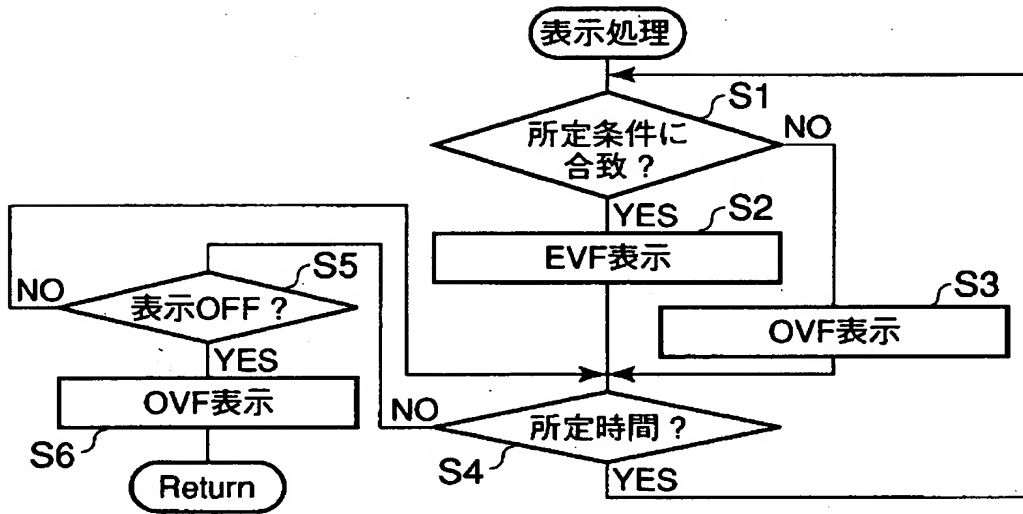 表示処理
S1
所定条件に
合致?
NO
YES
S2
EVF表示
S5
NO
表示OFF?
S3
OVF表示
YES
OVF表示
NO
所定時間?
S6
S4
YES
Return